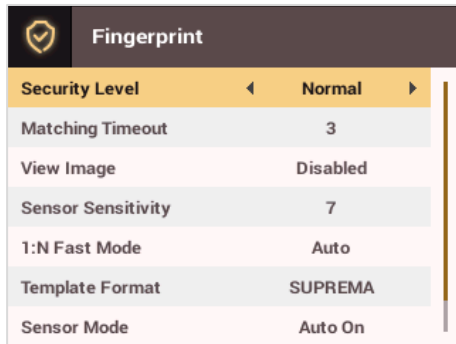 Fingerprint
Security Level Normal
Matching Timeout 3
View Image Disabled
Sensor Sensitivity 7
1:N Fast Mode Auto
Template Format SUPREMA
Sensor Mode Auto On